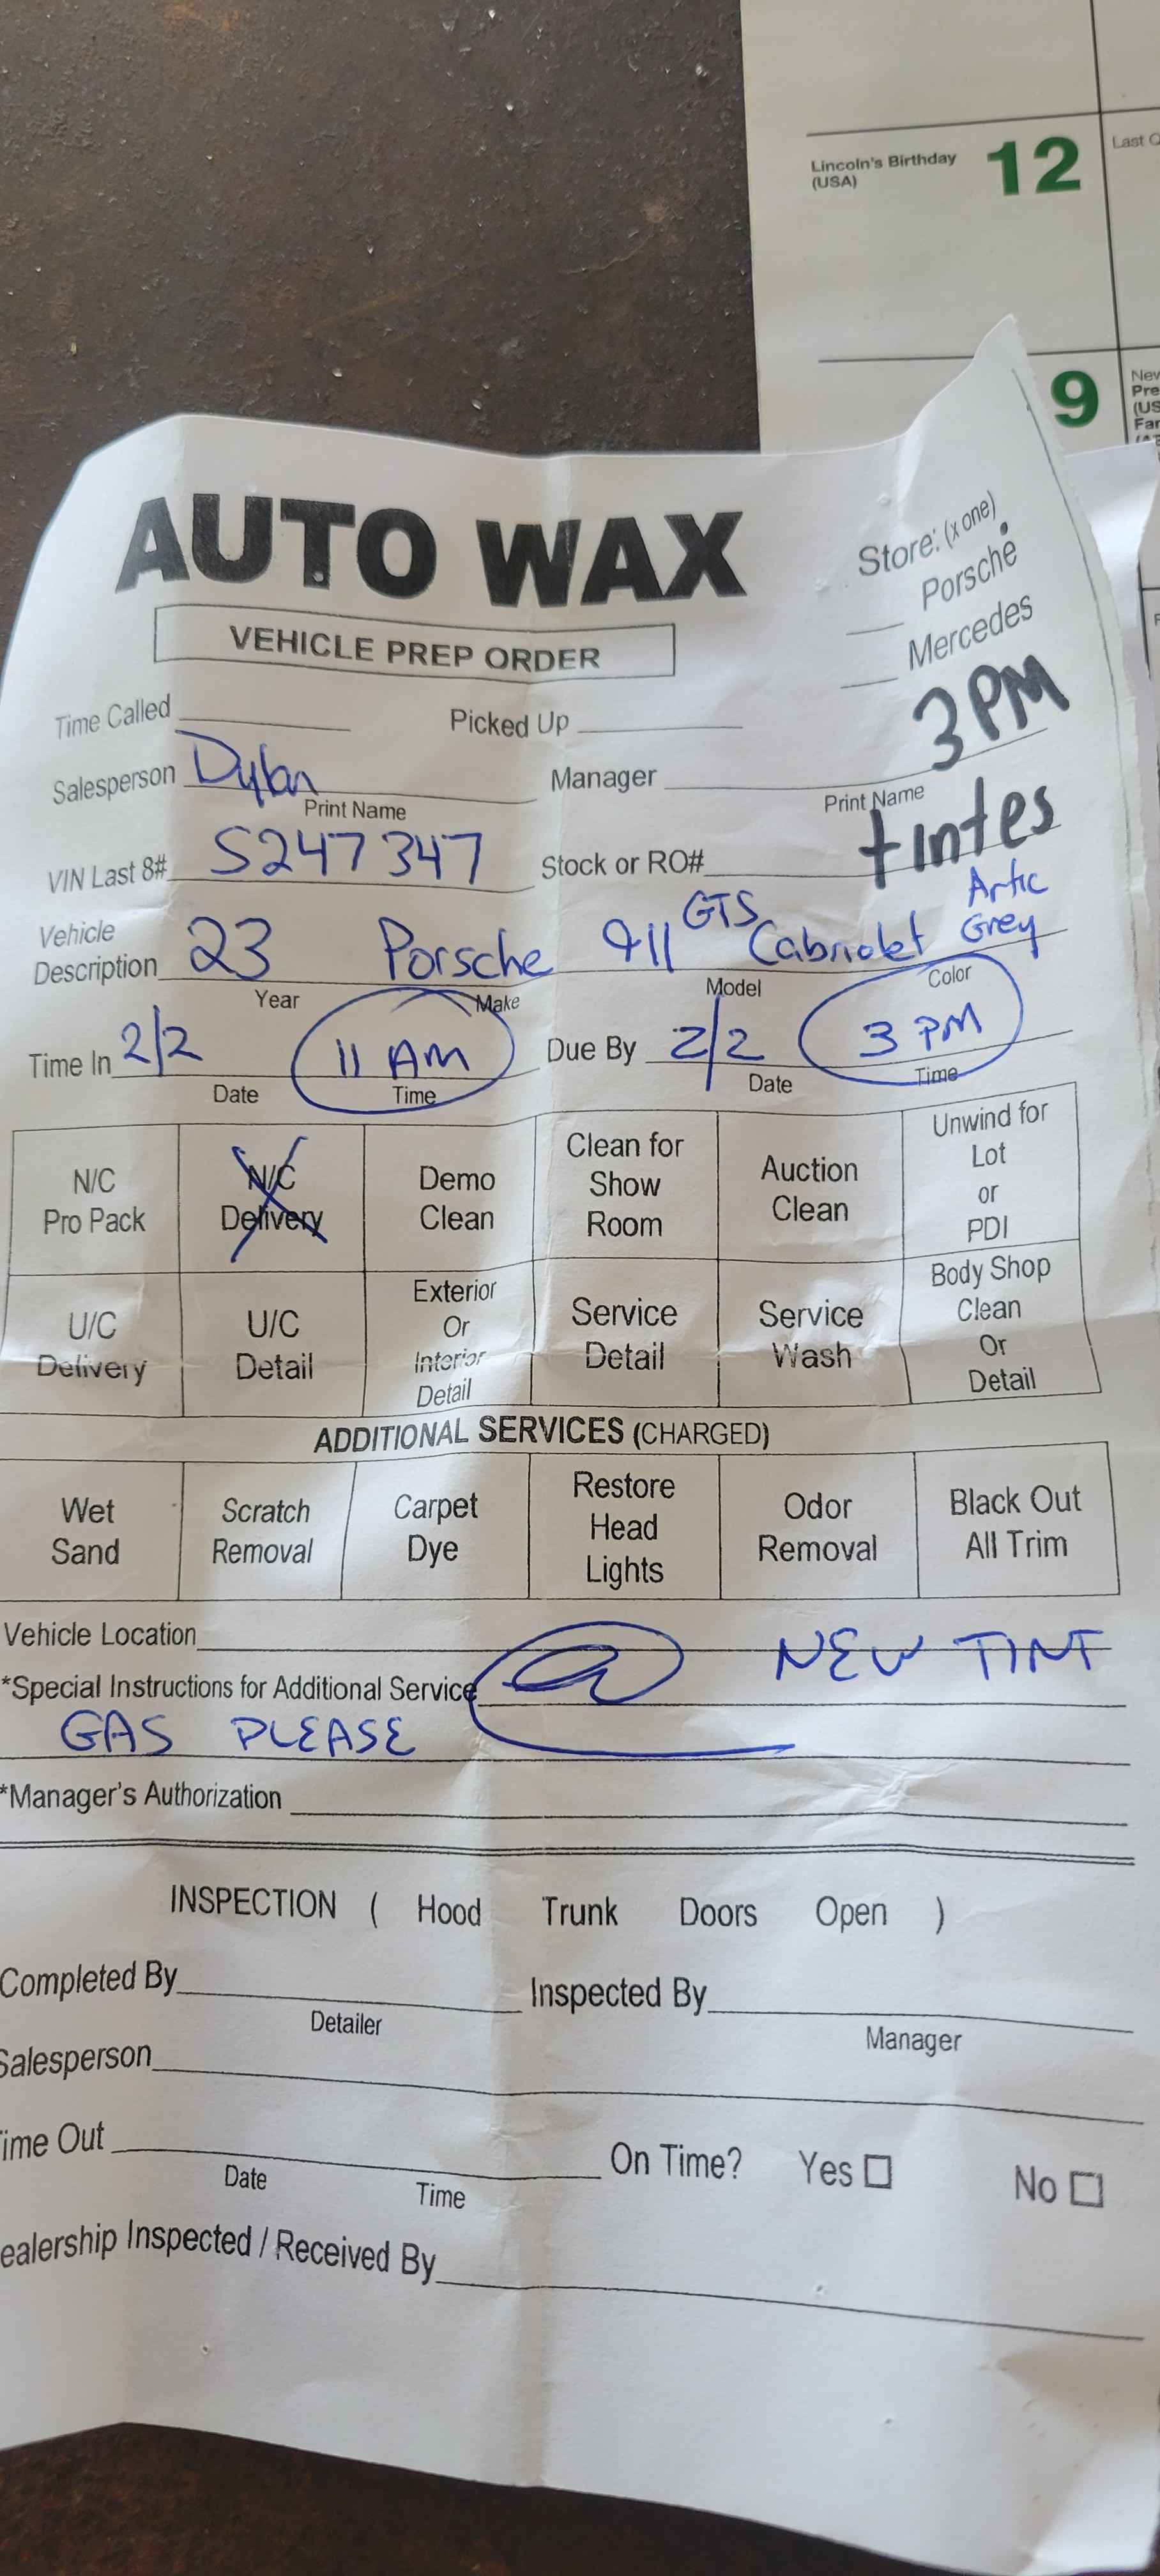 Lincoln's Birthday
(USA)
12
Last Q
9
New
Pre
(US
Far
AUTO WAX
VEHICLE PREP ORDER
Store: (x one)
Porsche
Mercedes
3 PM
Time Called
Picked Up
Salesperson Dylan
Print Name
Manager
Print Name
tintes
VIN Last 8# S247347
Stock or RO#
Vehicle
Description 23 Porsche 911 GTS Cabriolet Artic Grey
Year Make Model Color
Time In 2/2 11 AM Due By 2/2 3 PM
Date Time Date Time
N/C
Pro Pack
N/C
Delivery
Demo
Clean
Clean for
Show
Room
Auction
Clean
Unwind for
Lot
or
PDI
U/C
Delivery
U/C
Detail
Exterior
Or
Interior
Detail
Service
Detail
Service
Wash
Body Shop
Clean
Or
Detail
ADDITIONAL SERVICES (CHARGED)
Wet
Sand
Scratch
Removal
Carpet
Dye
Restore
Head
Lights
Odor
Removal
Black Out
All Trim
Vehicle Location
NEW TINT
*Special Instructions for Additional Service
GAS PLEASE
*Manager's Authorization
INSPECTION ( Hood Trunk Doors Open )
Completed By
Detailer
Inspected By
Manager
Salesperson
ime Out
Date Time
On Time? Yes No
ealership Inspected / Received By